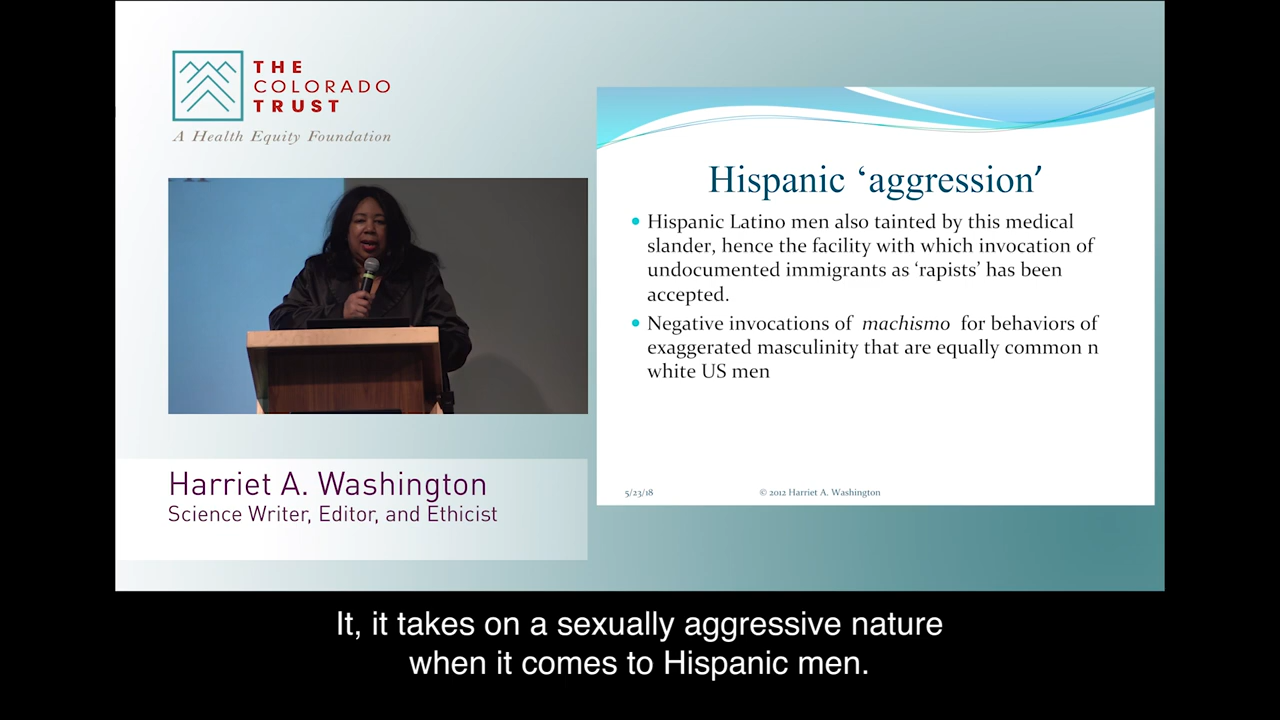 THE
COLORADO
TRUST
A Health Equity Foundation
Hispanic ‘aggression’
Hispanic Latino men also tainted by this medical
slander, hence the facility with which invocation of
undocumented immigrants as ‘rapists’ has been
accepted.
Negative invocations of machismo for behaviors of
exaggerated masculinity that are equally common n
white US men
5/23/18 © 2012 Harriet A. Washington
Harriet A. Washington
Science Writer, Editor, and Ethicist
It, it takes on a sexually aggressive nature
when it comes to Hispanic men.